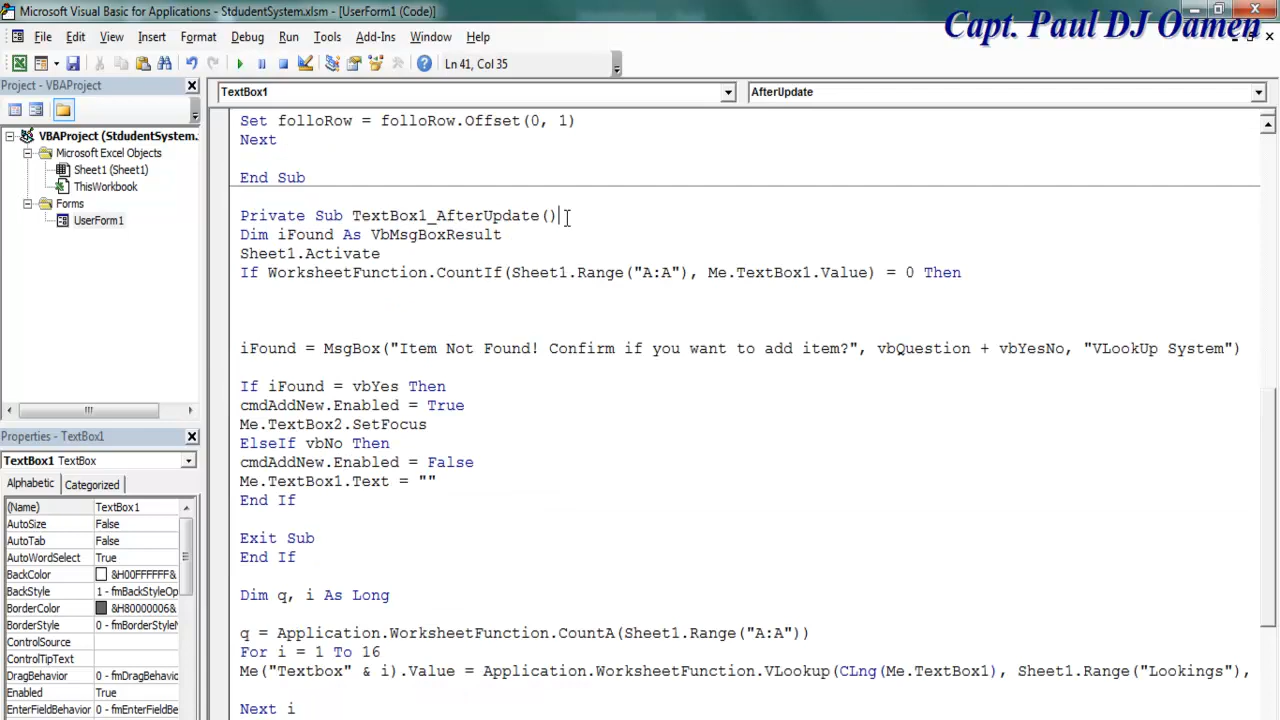 Microsoft Visual Basic for Applications - StdudentSystem.xlsm - [UserForm1 (Code)]
Capt. Paul DJ Oamen
File Edit View Insert Format Debug Run Tools Add-Ins Window Help
Ln 41, Col 35
Project - VBAProject
TextBox1
AfterUpdate
VBAProject (StdudentSystem.
Microsoft Excel Objects
Sheet1 (Sheet1)
ThisWorkbook
Forms
UserForm1
Set folloRow = folloRow.Offset(0, 1)
Next
End Sub
Private Sub TextBox1_AfterUpdate()
Dim iFound As VbMsgBoxResult
Sheet1.Activate
If WorksheetFunction.CountIf(Sheet1.Range("A:A"), Me.TextBox1.Value) = 0 Then
iFound = MsgBox("Item Not Found! Confirm if you want to add item?", vbQuestion + vbYesNo, "VLookUp System")
If iFound = vbYes Then
cmdAddNew.Enabled = True
Me.TextBox2.SetFocus
ElseIf vbNo Then
cmdAddNew.Enabled = False
Me.TextBox1.Text = ""
End If
Exit Sub
End If
Dim q, i As Long
q = Application.WorksheetFunction.CountA(Sheet1.Range("A:A"))
For i = 1 To 16
Me("Textbox" & i).Value = Application.WorksheetFunction.VLookup(CLng(Me.TextBox1), Sheet1.Range("Lookings"),
Next i
Properties - TextBox1
TextBox1 TextBox
Alphabetic Categorized
(Name) TextBox1
AutoSize False
AutoTab False
AutoWordSelect True
BackColor &H00FFFFFF&
BackStyle 1 - fmBackStyleOp
BorderColor &H80000006&
BorderStyle 0 - fmBorderStyleN
ControlSource
ControlTipText
DragBehavior 0 - fmDragBehavio
Enabled True
EnterFieldBehavior 0 - fmEnterFieldBe